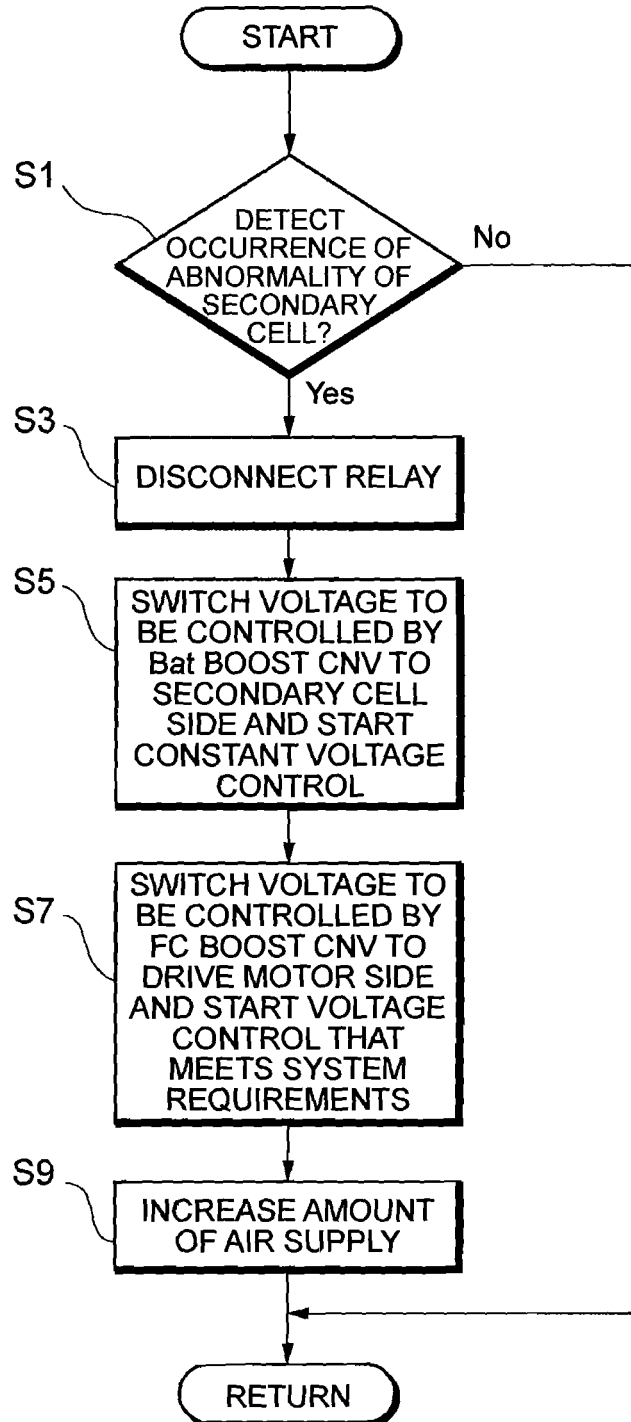 START
S1
DETECT
OCCURRENCE OF
ABNORMALITY OF
SECONDARY
CELL?
No
Yes
S3
DISCONNECT RELAY
S5
SWITCH VOLTAGE TO
BE CONTROLLED BY
Bat BOOST CNV TO
SECONDARY CELL
SIDE AND START
CONSTANT VOLTAGE
CONTROL
S7
SWITCH VOLTAGE TO
BE CONTROLLED BY
FC BOOST CNV TO
DRIVE MOTOR SIDE
AND START VOLTAGE
CONTROL THAT
MEETS SYSTEM
REQUIREMENTS
S9
INCREASE AMOUNT
OF AIR SUPPLY
RETURN